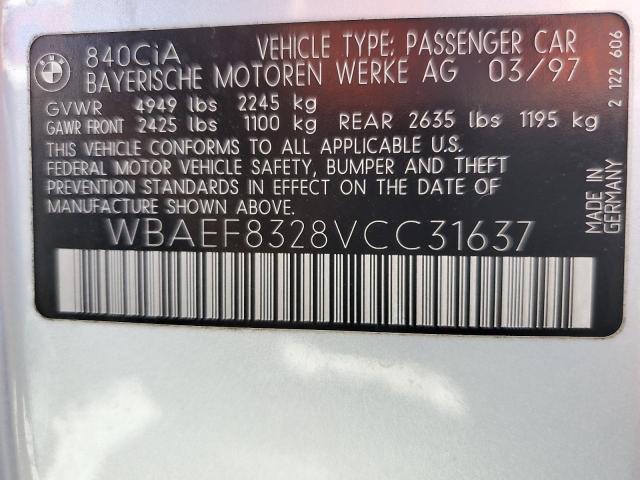 BMW
840CiA VEHICLE TYPE: PASSENGER CAR
BAYERISCHE MOTOREN WERKE AG 03/97
GVWR 4949 lbs 2245 kg
GAWR FRONT 2425 lbs 1100 kg REAR 2635 lbs 1195 kg
THIS VEHICLE CONFORMS TO ALL APPLICABLE U.S.
FEDERAL MOTOR VEHICLE SAFETY, BUMPER AND THEFT
PREVENTION STANDARDS IN EFFECT ON THE DATE OF
MANUFACTURE SHOWN ABOVE.
WBAEF8328VCC31637
2 122 606
MADE IN
GERMANY